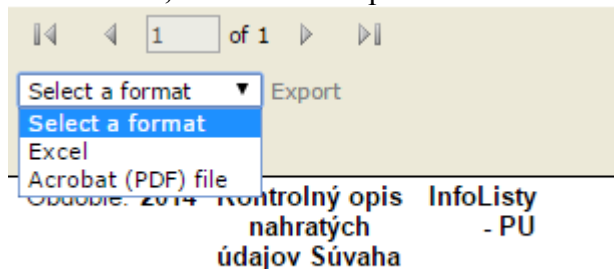 1 of 1
Select a format Export
Select a format
Excel
Acrobat (PDF) file
Obdobie: 2014 Kontrolný opis InfoListy
nahratých - PU
údajov Súvaha